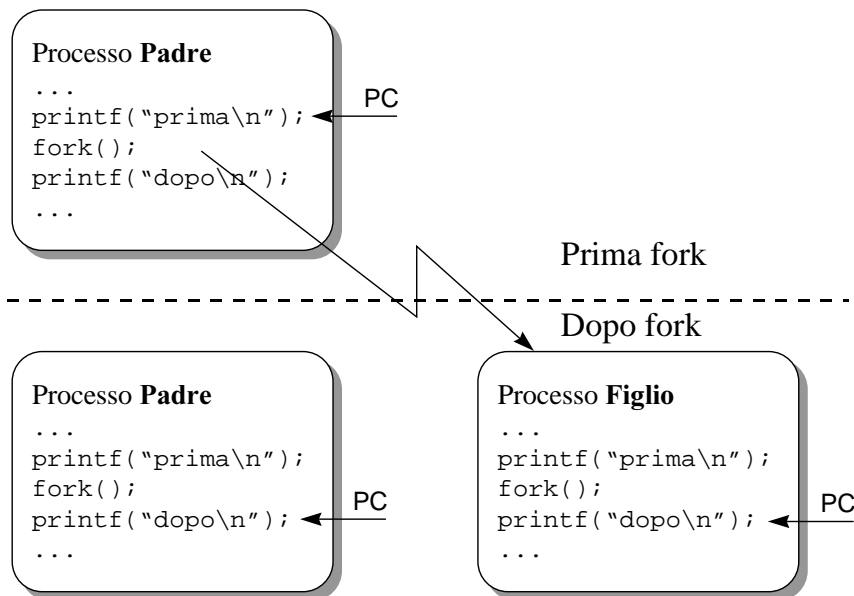 Processo Padre
...
printf("prima\n");
PC
fork();
printf("dopo\n");
...
Prima fork
Dopo fork
Processo Padre
...
printf("prima\n");
fork();
printf("dopo\n");
PC
...
Processo Figlio
...
printf("prima\n");
fork();
printf("dopo\n");
PC
...